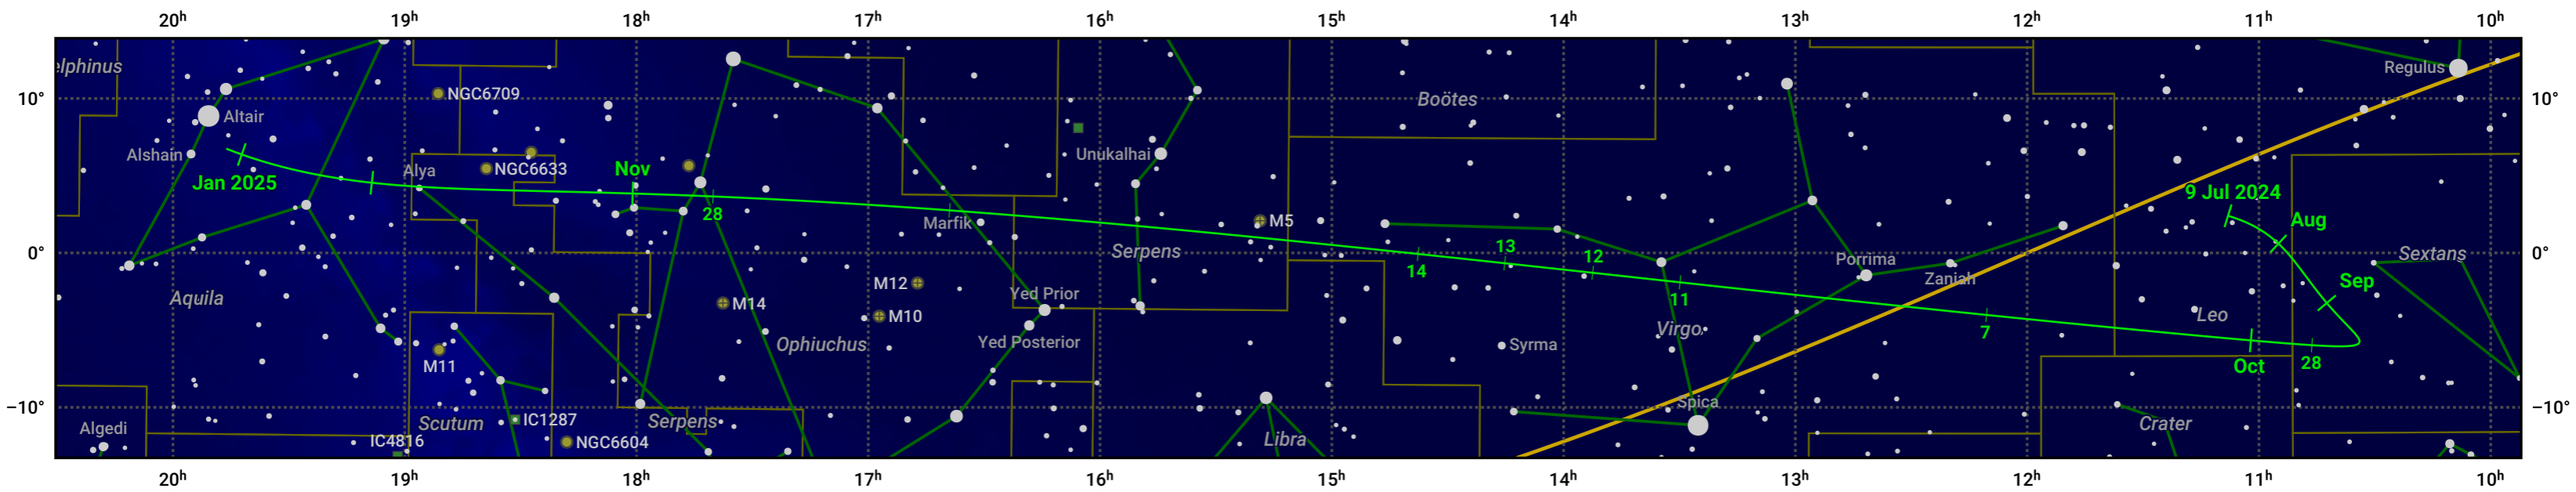 20ʰ 19ʰ 18ʰ 17ʰ 16ʰ 15ʰ 14ʰ 13ʰ 12ʰ 11ʰ 10ʰ
elphinus
Regulus
10° NGC6709 Boötes 10°
Altair
Alshain Unukalhai
Alya NGC6633 Nov
Jan 2025 9 Jul 2024
28 Marfik M5 Aug
0° Serpens 13 12 Porrima Sextans 0°
14 Zaniah
M12 Yed Prior 11 Sep
Aquila M14 M10 Leo
Virgo 7
Ophiuchus Yed Posterior Syrma
M11 Oct 28
−10° Spica −10°
Scutum IC1287 Serpens Crater
Algedi IC4816 NGC6604 Libra
20ʰ 19ʰ 18ʰ 17ʰ 16ʰ 15ʰ 14ʰ 13ʰ 12ʰ 11ʰ 10ʰ